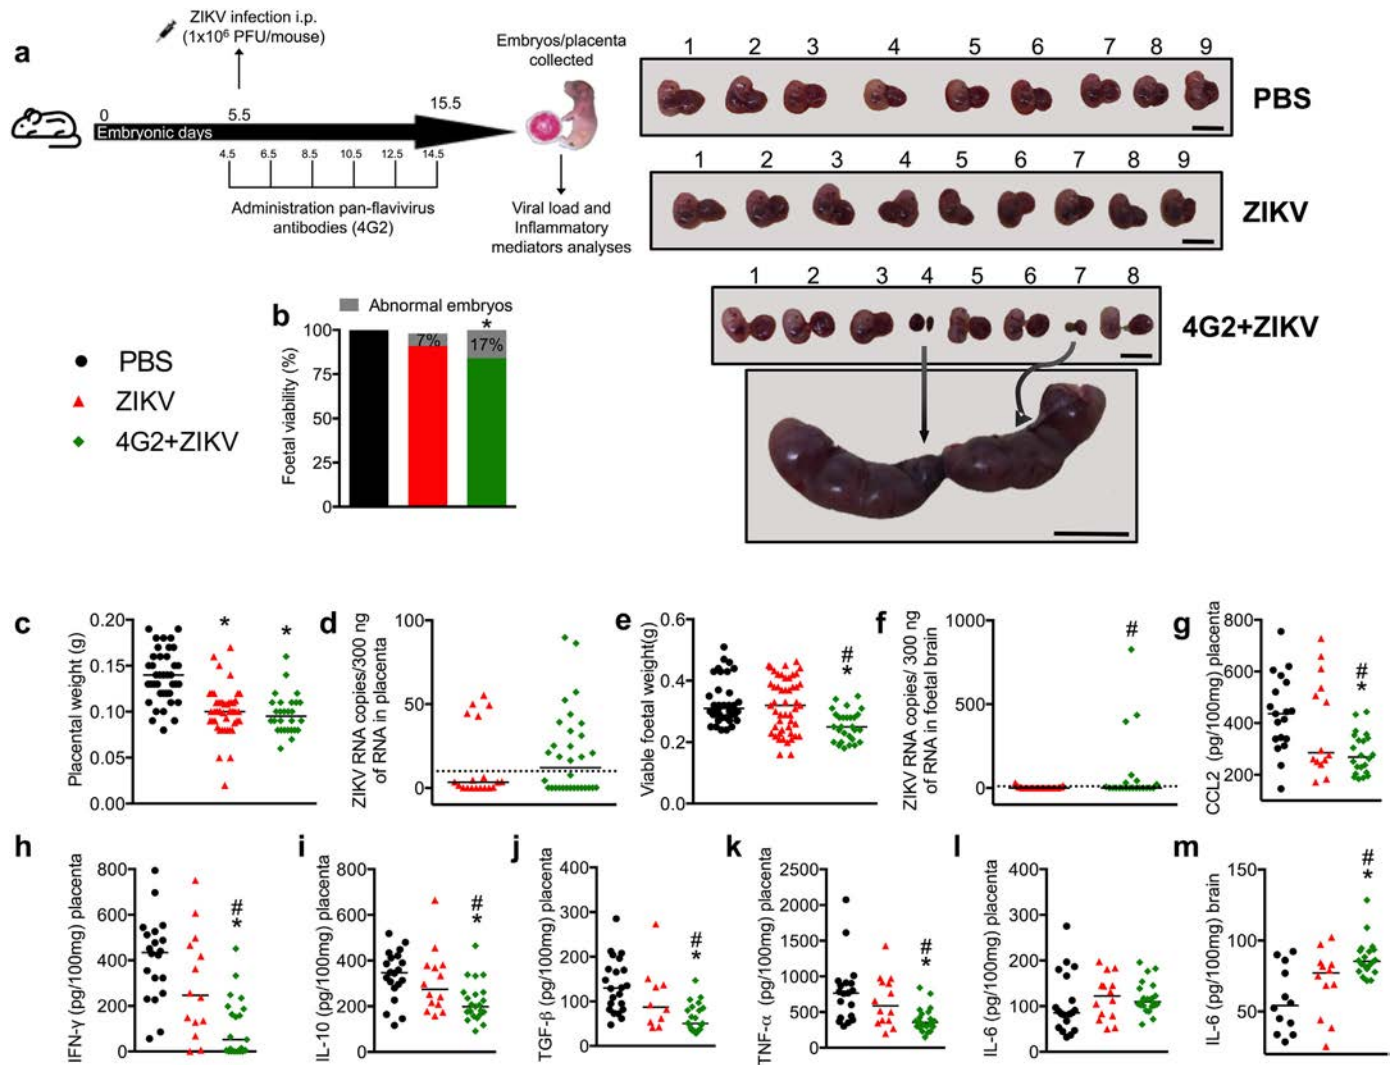 a
ZIKV infection i.p.
(1x10⁶ PFU/mouse)
0
5.5
15.5
Embryonic days
4.5 6.5 8.5 10.5 12.5 14.5
Administration pan-flavivirus
antibodies (4G2)
Embryos/placenta
collected
Viral load and
Inflammatory
mediators analyses
1 2 3 4 5 6 7 8 9
PBS
1 2 3 4 5 6 7 8 9
ZIKV
1 2 3 4 5 6 7 8
4G2+ZIKV
PBS
ZIKV
4G2+ZIKV
b
Abnormal embryos
Foetal viability (%)
100
75
50
25
0
7%
17%
*
c
Placental weight (g)
0.20
0.15
0.10
0.05
0.00
* *
d
ZIKV RNA copies/300 ng
of RNA in placenta
100
50
0
e
Viable foetal weight(g)
0.6
0.4
0.2
0.0
#
*
f
ZIKV RNA copies/ 300 ng
of RNA in foetal brain
1000
500
0
#
g
CCL2 (pg/100mg) placenta
800
600
400
200
#
*
h
IFN-γ (pg/100mg) placenta
800
600
400
200
0
#
*
i
IL-10 (pg/100mg) placenta
800
600
400
200
0
#
*
j
TGF-β (pg/100mg) placenta
400
300
200
100
0
#
*
k
TNF-α (pg/100mg) placenta
2500
2000
1500
1000
500
0
#
*
l
IL-6 (pg/100mg) placenta
400
300
200
100
0
m
IL-6 (pg/100mg) brain
150
100
50
#
*